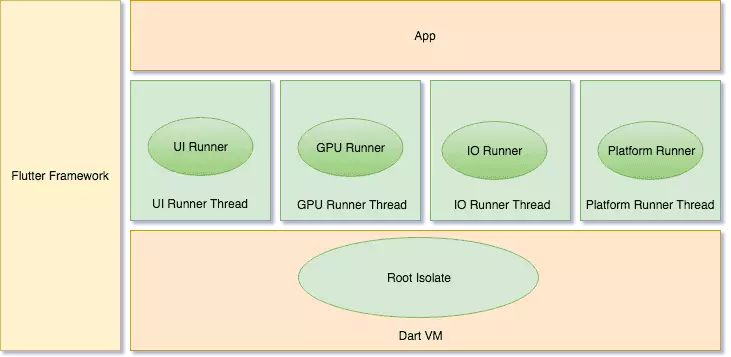 App
UI Runner
GPU Runner
IO Runner
Platform Runner
Flutter Framework
UI Runner Thread
GPU Runner Thread
IO Runner Thread
Platform Runner Thread
Root Isolate
Dart VM